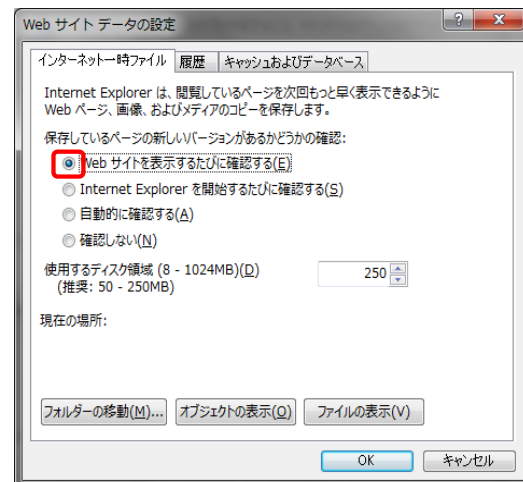 Web サイト データの設定
インターネット一時ファイル 履歴 キャッシュおよびデータベース
Internet Explorer は、閲覧しているページを次回もっと早く表示できるように
Web ページ、画像、およびメディアのコピーを保存します。
保存しているページの新しいバージョンがあるかどうかの確認:
Web サイトを表示するたびに確認する(E)
Internet Explorer を開始するたびに確認する(S)
自動的に確認する(A)
確認しない(N)
使用するディスク領域 (8 - 1024MB)(D) 250
(推奨: 50 - 250MB)
現在の場所:
フォルダーの移動(M)... オブジェクトの表示(O) ファイルの表示(V)
OK キャンセル